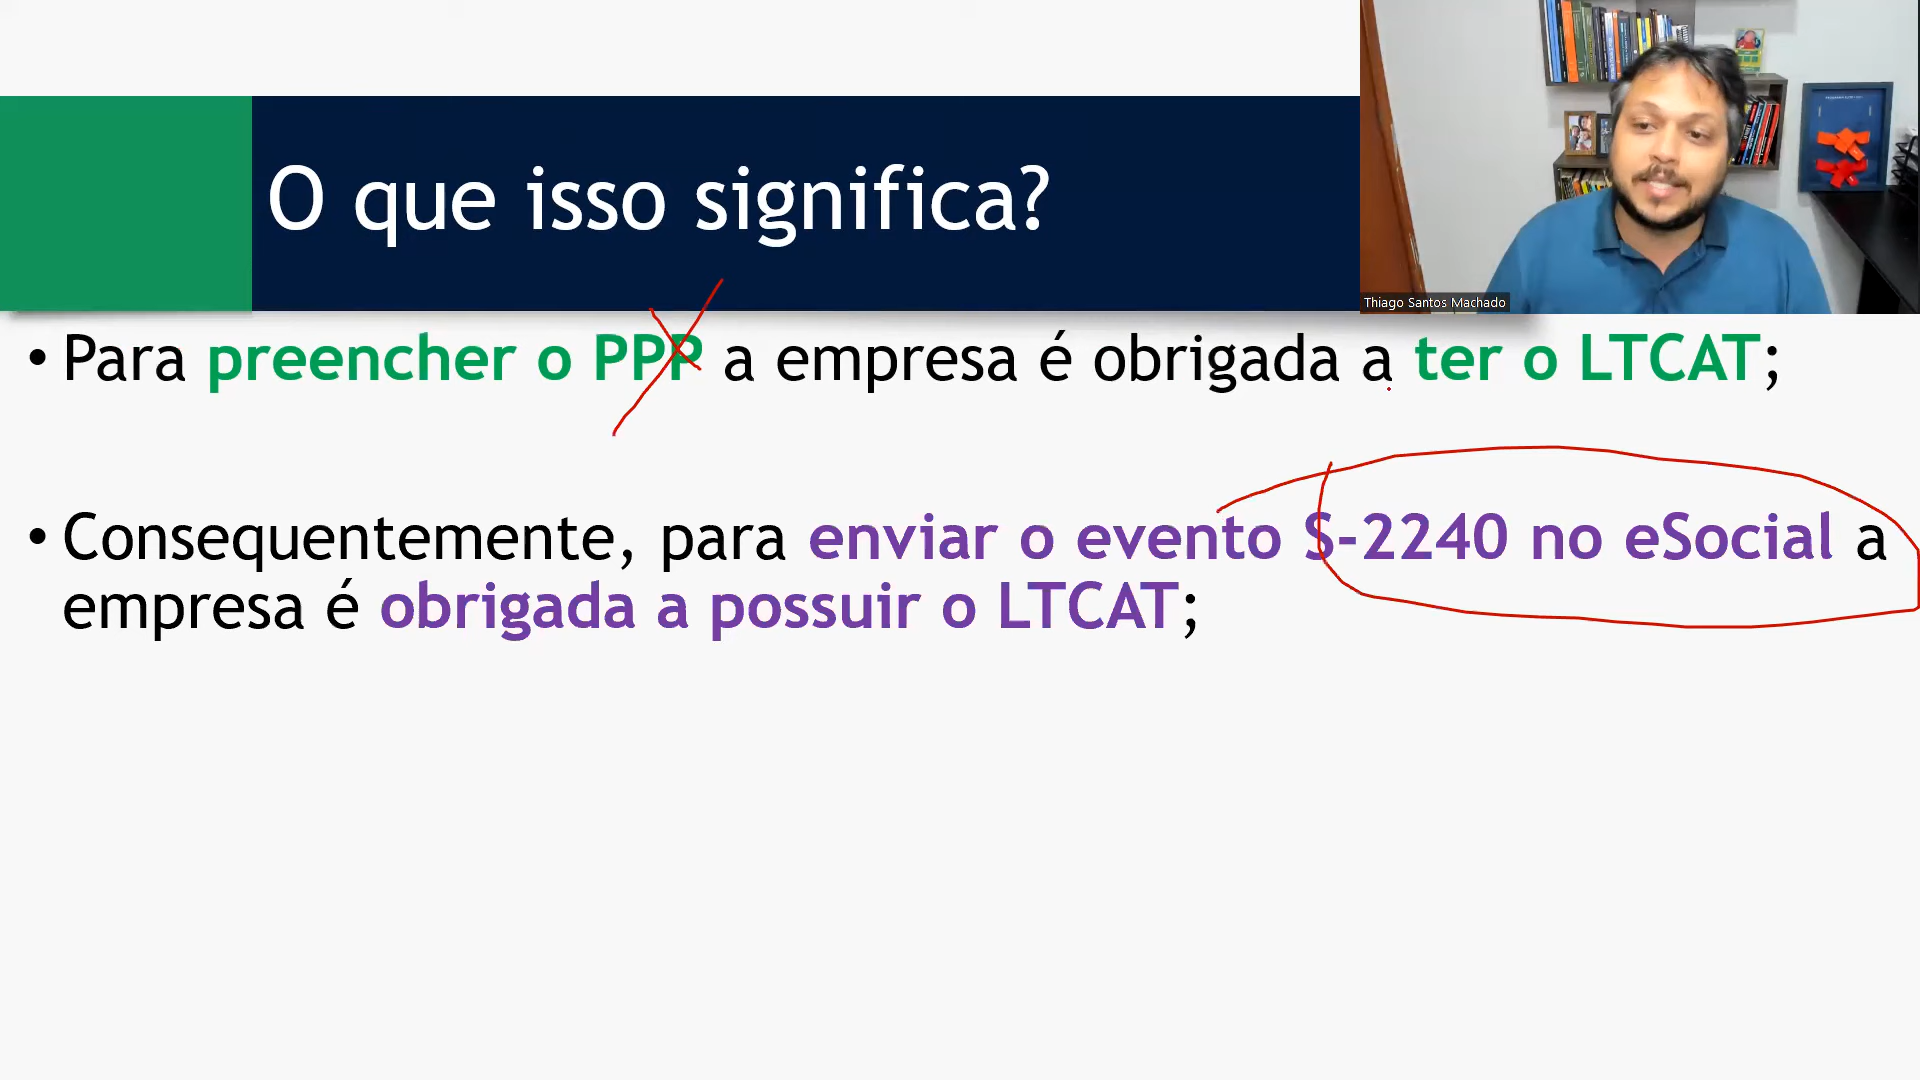 O que isso significa?
Thiago Santos Machado
• Para preencher o PPP a empresa é obrigada a ter o LTCAT;
• Consequentemente, para enviar o evento S-2240 no eSocial a
empresa é obrigada a possuir o LTCAT;